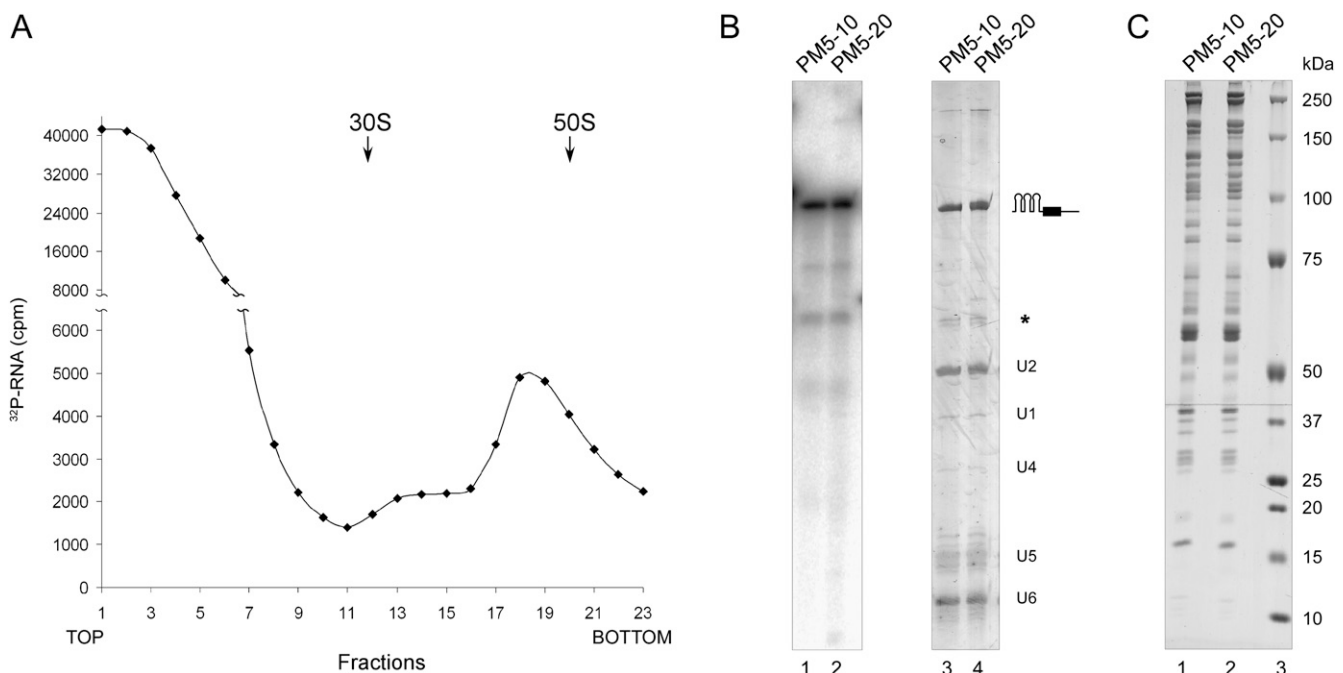 A
30S
50S
40000
32000
24000
16000
8000
6000
5000
4000
3000
2000
1000
0
32P-RNA (cpm)
1 3 5 7 9 11 13 15 17 19 21 23
TOP
BOTTOM
Fractions
B
PM5-10
PM5-20
PM5-10
PM5-20
*
U2
U1
U4
U5
U6
1 2
3 4
C
PM5-10
PM5-20
kDa
250
150
100
75
50
37
25
20
15
10
1 2 3